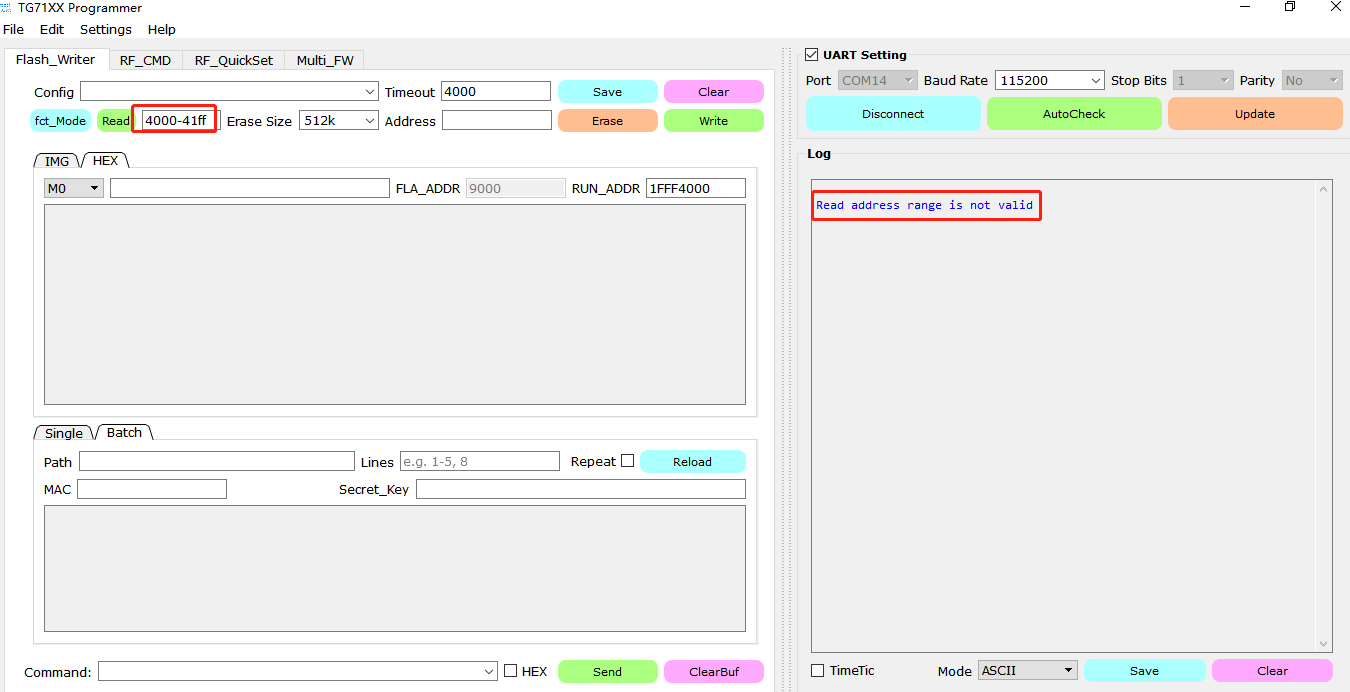 TG71XX Programmer
File Edit Settings Help
Flash_Writer RF_CMD RF_QuickSet Multi_FW
Config Timeout 4000 Save Clear
fct_Mode Read 4000-41ff Erase Size 512k Address Erase Write
IMG HEX
M0 FLA_ADDR 9000 RUN_ADDR 1FFF4000
Single Batch
Path Lines e.g. 1-5, 8 Repeat Reload
MAC Secret_Key
Command: HEX Send ClearBuf
UART Setting
Port COM14 Baud Rate 115200 Stop Bits 1 Parity No
Disconnect AutoCheck Update
Log
Read address range is not valid
TimeTic Mode ASCII Save Clear